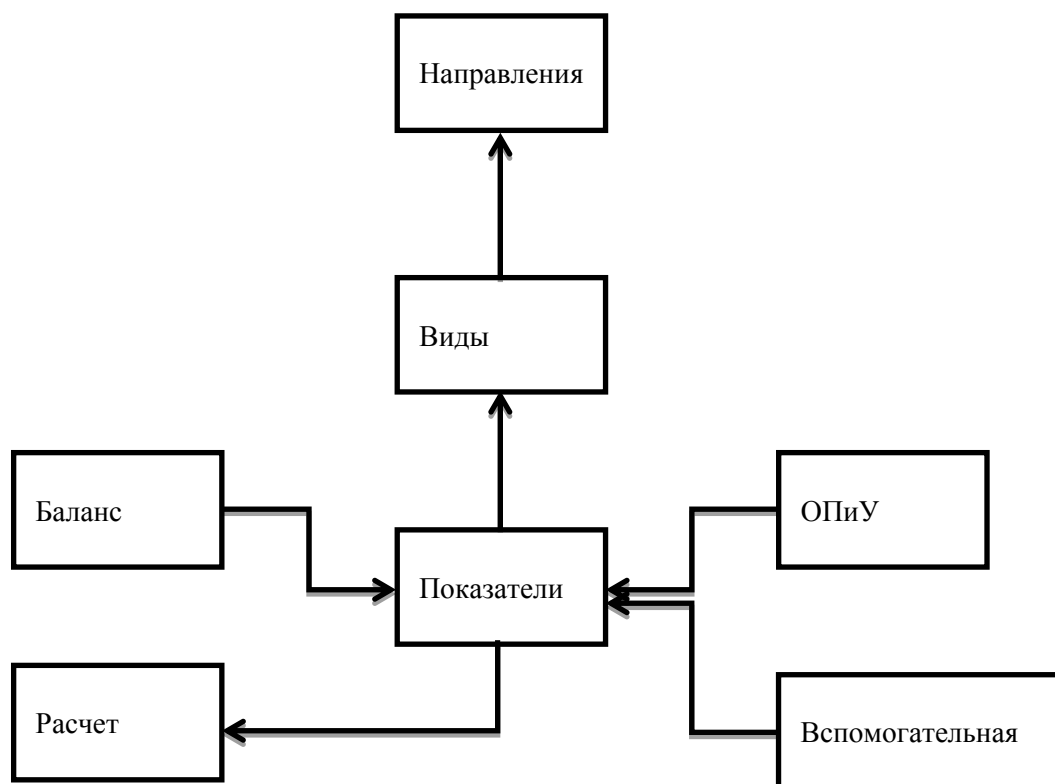 Направления
Виды
Баланс
ОПиУ
Показатели
Расчет
Вспомогательная